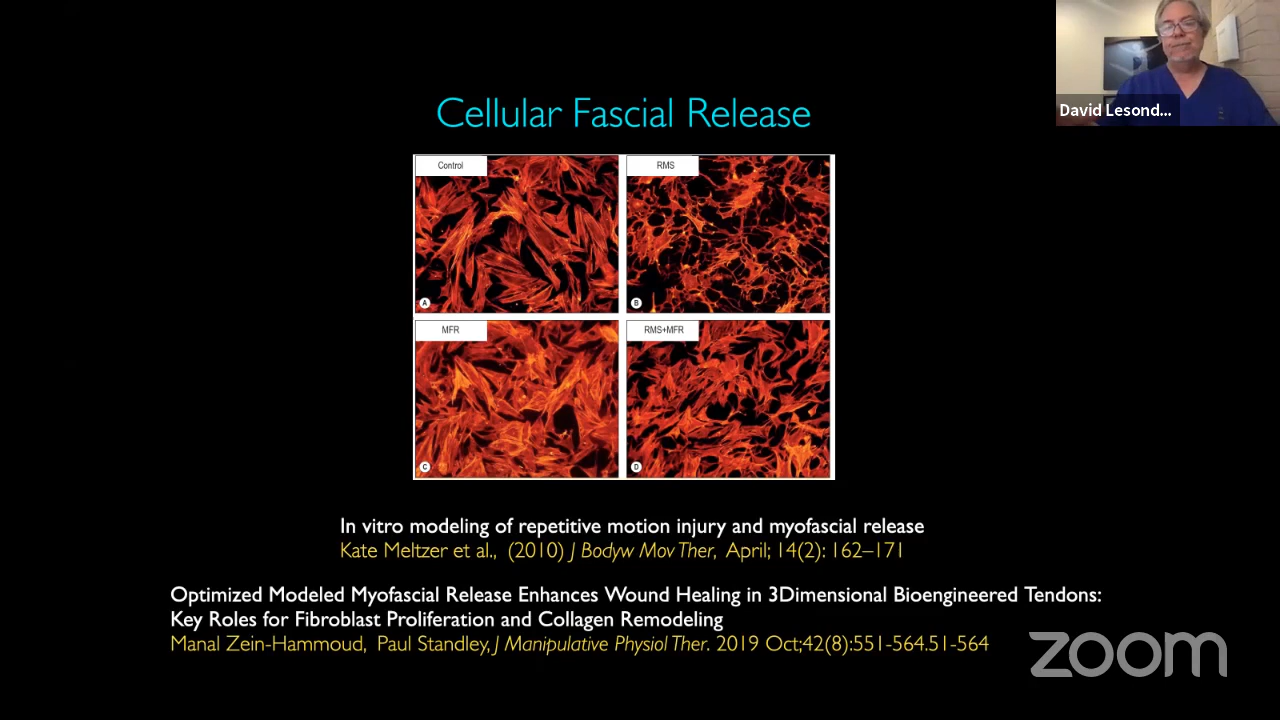 David Lesond...
Cellular Fascial Release
Control
RMS
A
B
MFR
RMS+MFR
C
D
In vitro modeling of repetitive motion injury and myofascial release
Kate Meltzer et al., (2010) J Bodyw Mov Ther, April; 14(2): 162–171
Optimized Modeled Myofascial Release Enhances Wound Healing in 3Dimensional Bioengineered Tendons:
Key Roles for Fibroblast Proliferation and Collagen Remodeling
Manal Zein-Hammoud, Paul Standley, J Manipulative Physiol Ther. 2019 Oct;42(8):551-564.51-564
zoom